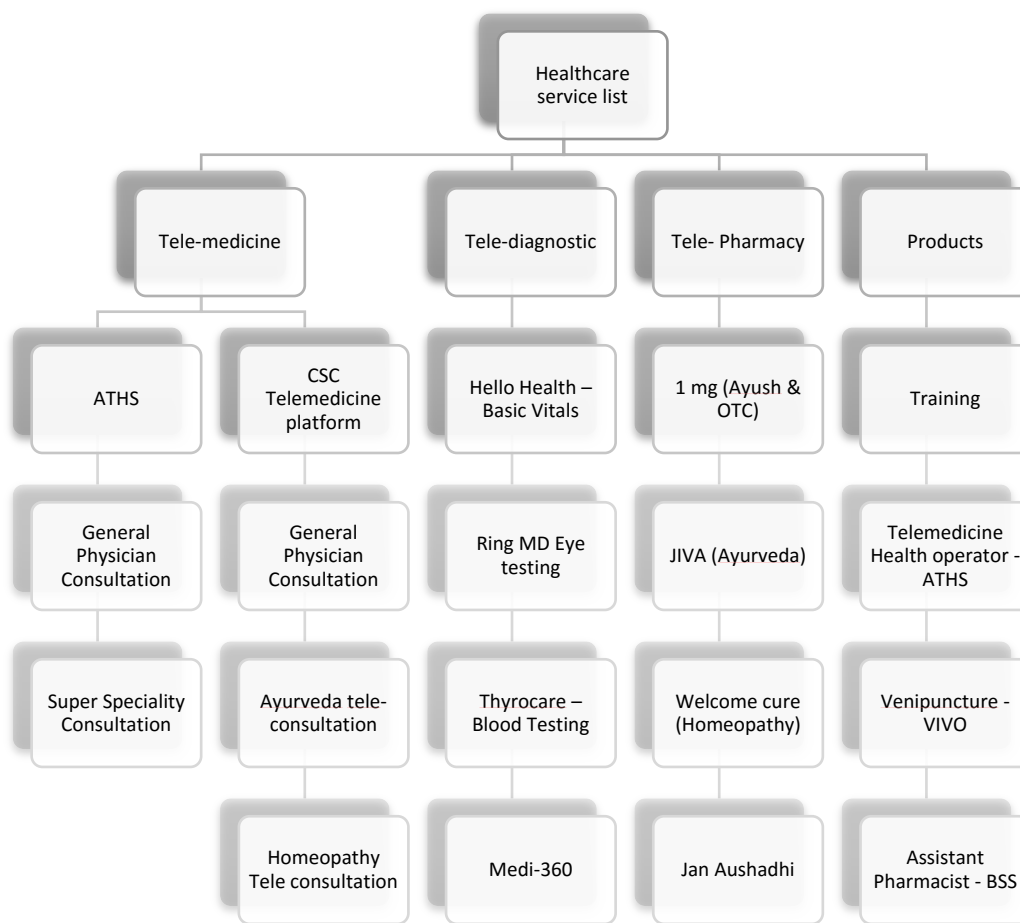 Healthcare
service list
Tele-medicine
Tele-diagnostic
Tele- Pharmacy
Products
ATHS
CSC
Telemedicine
platform
Hello Health –
Basic Vitals
1 mg (Ayush &
OTC)
Training
General
Physician
Consultation
General
Physician
Consultation
Ring MD Eye
testing
JIVA (Ayurveda)
Telemedicine
Health operator -
ATHS
Super Speciality
Consultation
Ayurveda tele-
consultation
Thyrocare –
Blood Testing
Welcome cure
(Homeopathy)
Venipuncture -
VIVO
Homeopathy
Tele consultation
Medi-360
Jan Aushadhi
Assistant
Pharmacist - BSS